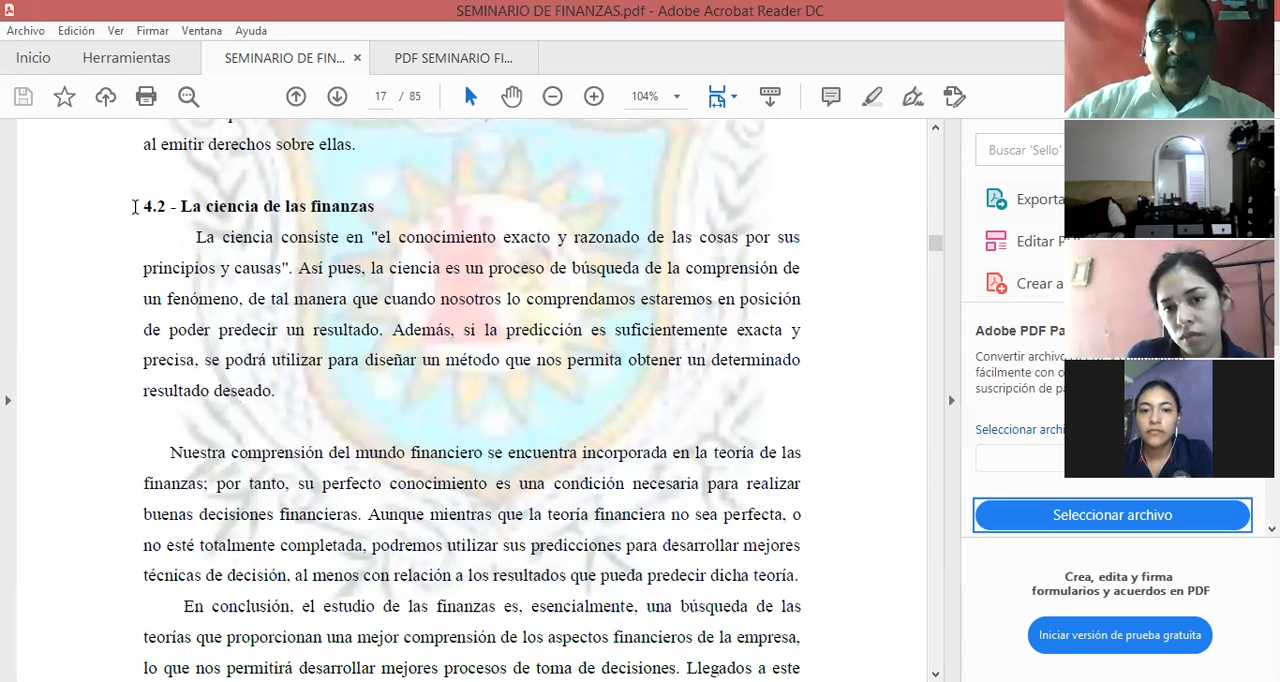 SEMINARIO DE FINANZAS.pdf - Adobe Acrobat Reader DC
Archivo Edición Ver Firmar Ventana Ayuda
Inicio Herramientas SEMINARIO DE FIN... × PDF SEMINARIO FI...
17 / 85 104%
al emitir derechos sobre ellas.
4.2 - La ciencia de las finanzas
La ciencia consiste en "el conocimiento exacto y razonado de las cosas por sus
principios y causas". Así pues, la ciencia es un proceso de búsqueda de la comprensión de
un fenómeno, de tal manera que cuando nosotros lo comprendamos estaremos en posición
de poder predecir un resultado. Además, si la predicción es suficientemente exacta y
precisa, se podrá utilizar para diseñar un método que nos permita obtener un determinado
resultado deseado.
Nuestra comprensión del mundo financiero se encuentra incorporada en la teoría de las
finanzas; por tanto, su perfecto conocimiento es una condición necesaria para realizar
buenas decisiones financieras. Aunque mientras que la teoría financiera no sea perfecta, o
no esté totalmente completada, podremos utilizar sus predicciones para desarrollar mejores
técnicas de decisión, al menos con relación a los resultados que pueda predecir dicha teoría.
En conclusión, el estudio de las finanzas es, esencialmente, una búsqueda de las
teorías que proporcionan una mejor comprensión de los aspectos financieros de la empresa,
lo que nos permitirá desarrollar mejores procesos de toma de decisiones. Llegados a este
Buscar 'Sello'
Exporta
Editar P
Crear a
Adobe PDF Pa
Convertir archiv
fácilmente con o
suscripción de pa
Seleccionar archi
Seleccionar archivo
Crea, edita y firma
formularios y acuerdos en PDF
Iniciar versión de prueba gratuita